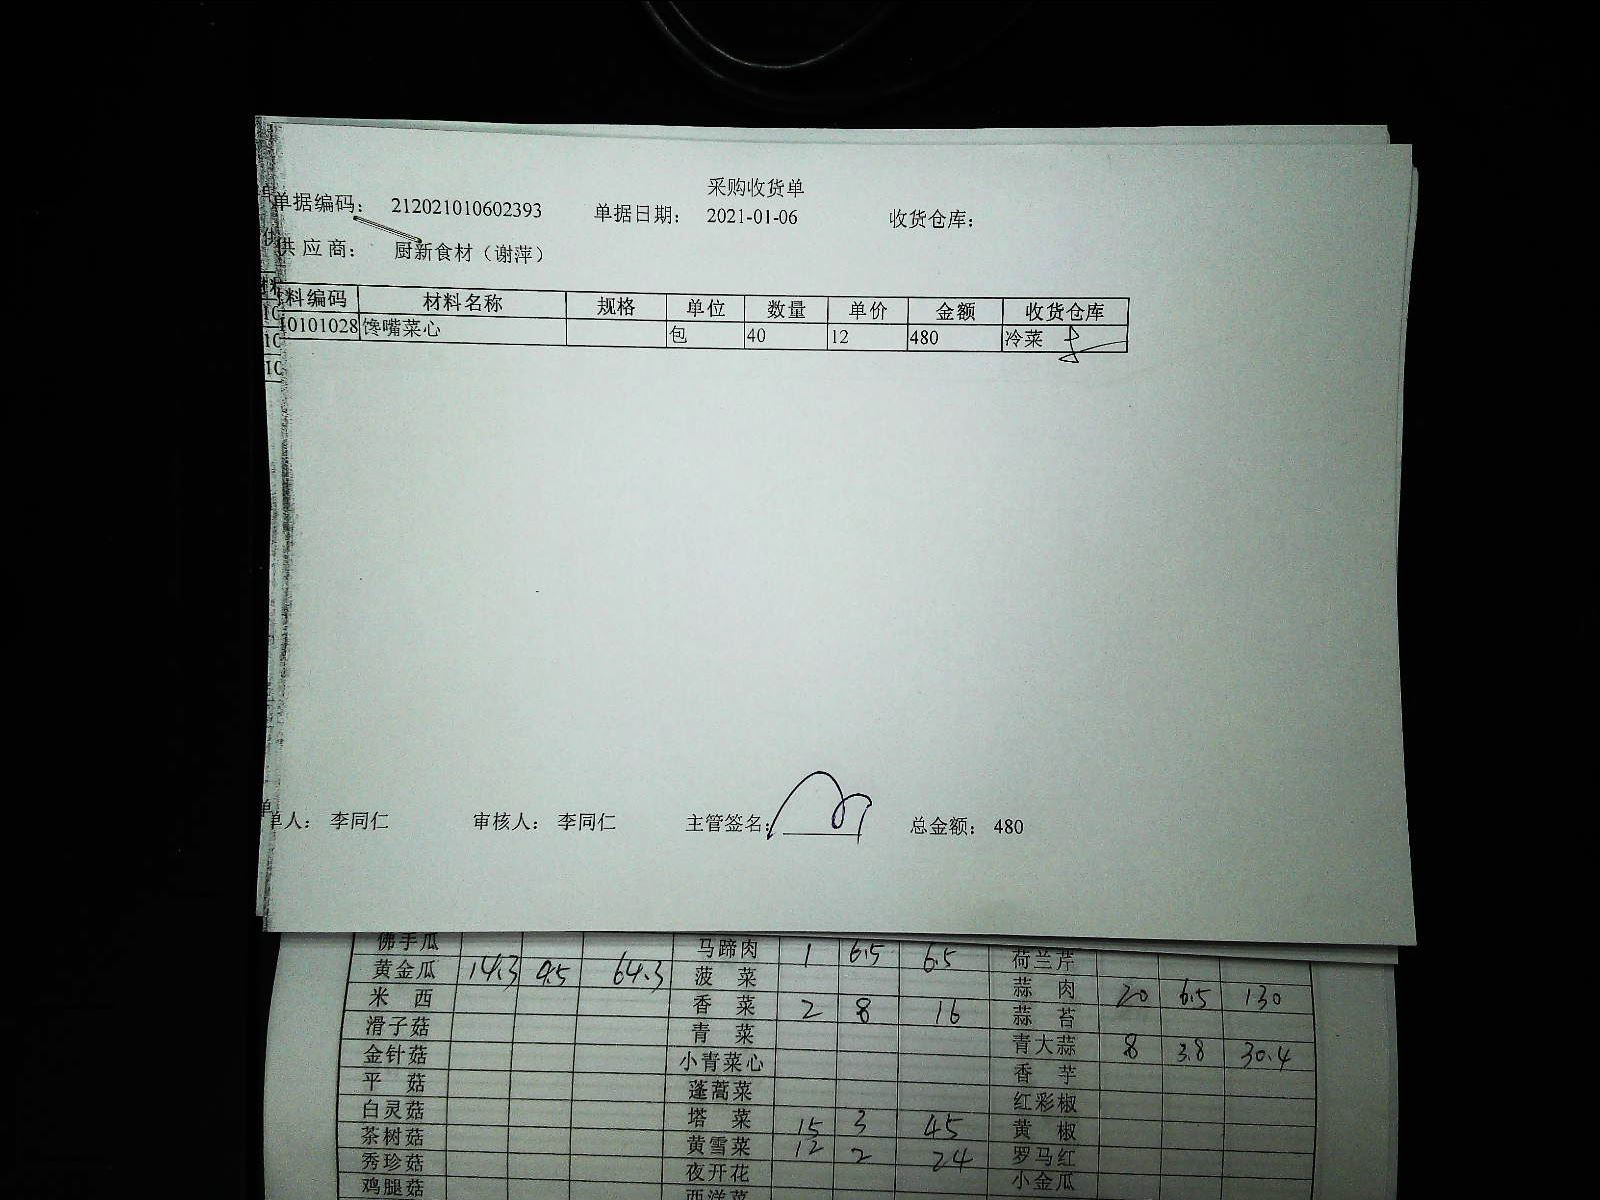 采购收货单
单据编码： 212021010602393 单据日期： 2021-01-06 收货仓库：
供应商： 厨新食材（谢萍）
料编码 材料名称 规格 单位 数量 单价 金额 收货仓库
10101028 馋嘴菜心 包 40 12 480 冷菜
单人： 李同仁 审核人： 李同仁 主管签名： 总金额： 480
佛手瓜 马蹄肉 1 6.5 6.5 荷兰芹
黄金瓜 14.3 4.5 64.3 菠菜 蒜肉 20 6.5 130
米西 香菜 2 8 16 蒜苔
滑子菇 青菜 青大蒜 8 3.8 30.4
金针菇 小青菜心 香芋
平菇 蓬蒿菜 红彩椒
白灵菇 塔菜 15 3 45 黄椒
茶树菇 黄雪菜 12 2 24 罗马红
秀珍菇 夜开花 小金瓜
鸡腿菇 西洋菜